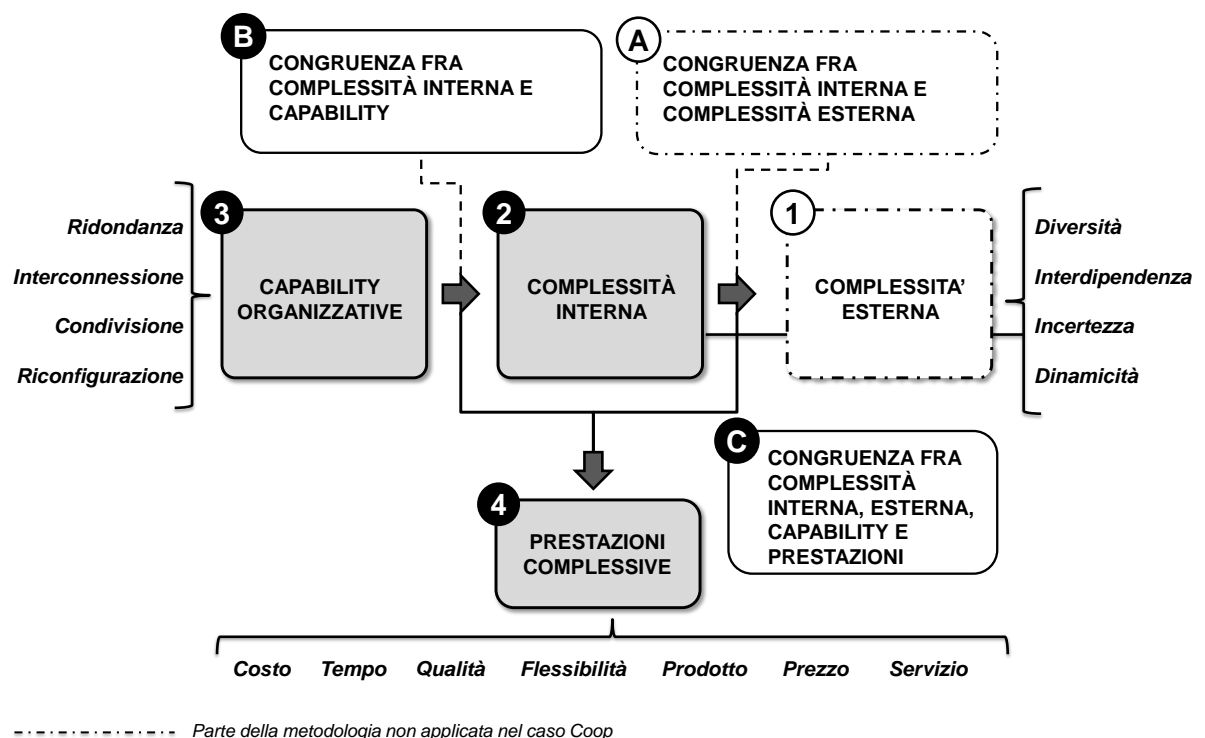 B
CONGRUENZA FRA
COMPLESSITÀ INTERNA E
CAPABILITY
A
CONGRUENZA FRA
COMPLESSITÀ INTERNA E
COMPLESSITÀ ESTERNA
Ridondanza
Interconnessione
Condivisione
Riconfigurazione
3
CAPABILITY
ORGANIZZATIVE
2
COMPLESSITÀ
INTERNA
1
COMPLESSITA’
ESTERNA
Diversità
Interdipendenza
Incertezza
Dinamicità
C
CONGRUENZA FRA
COMPLESSITÀ
INTERNA, ESTERNA,
CAPABILITY E
PRESTAZIONI
4
PRESTAZIONI
COMPLESSIVE
Costo Tempo Qualità Flessibilità Prodotto Prezzo Servizio
Parte della metodologia non applicata nel caso Coop